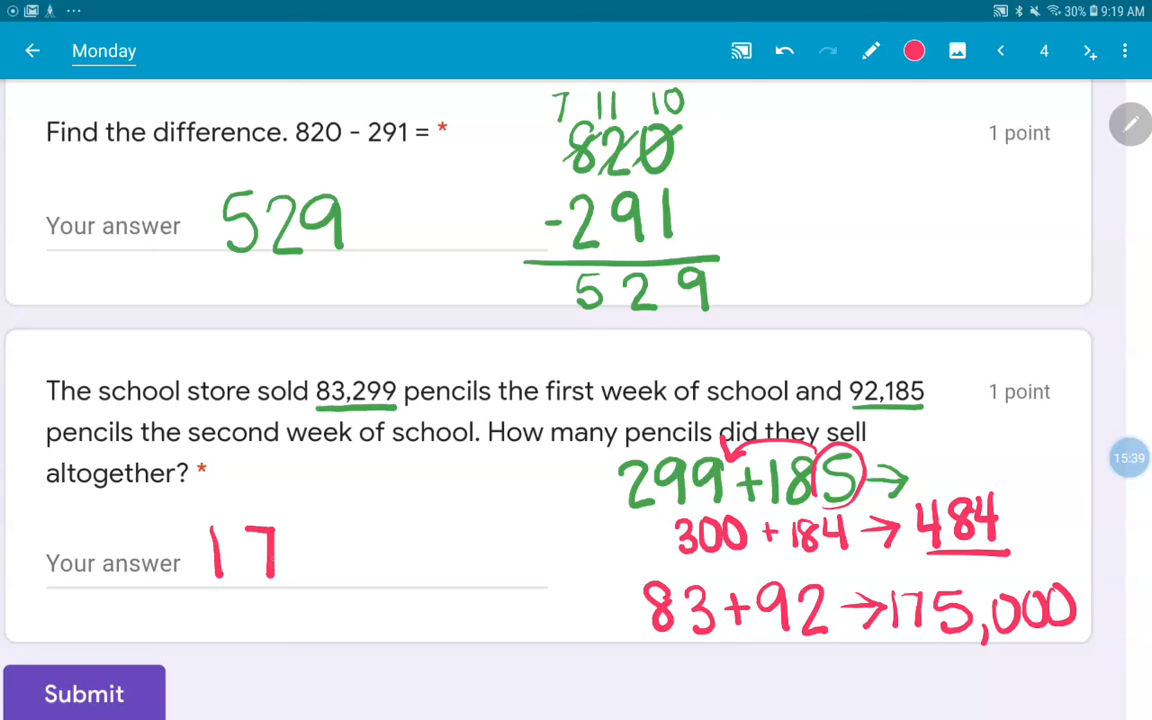 30% 9:19 AM
Monday 4
7 11 10
Find the difference. 820 - 291 = * 820 1 point
- 291
Your answer 529
529
The school store sold 83,299 pencils the first week of school and 92,185 1 point
pencils the second week of school. How many pencils did they sell
altogether? *
299 + 185 →
300 + 184 → 484
Your answer 17
83 + 92 → 175,000
15:39
Submit